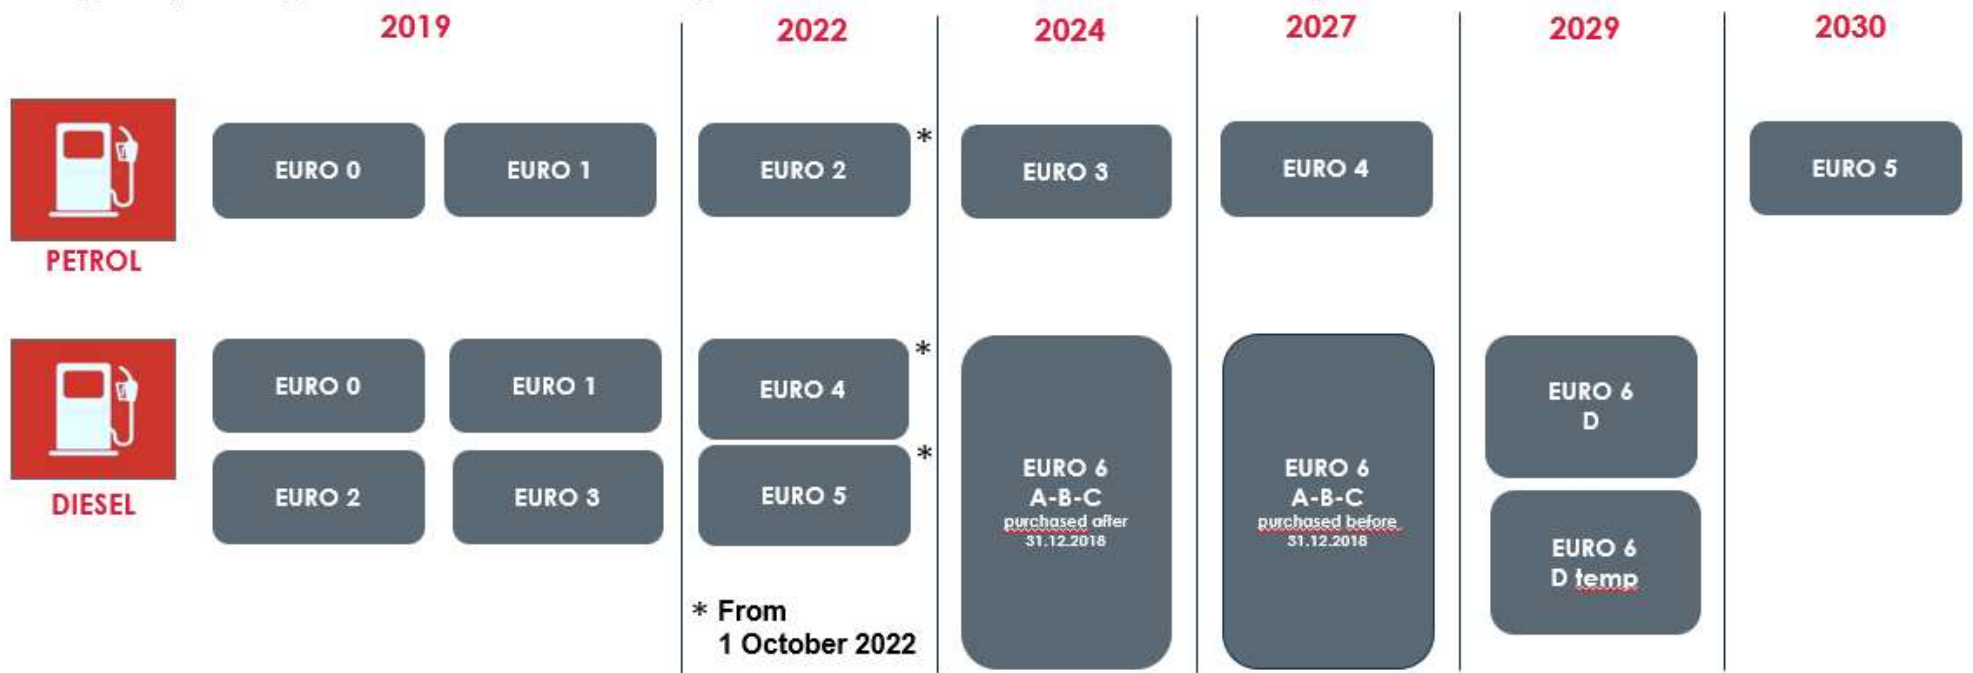 2019
2022
2024
2027
2029
2030
PETROL
EURO 0
EURO 1
EURO 2
*
EURO 3
EURO 4
EURO 5
DIESEL
EURO 0
EURO 1
EURO 2
EURO 3
EURO 4
*
EURO 5
*
* From
1 October 2022
EURO 6
A-B-C
purchased after
31.12.2018
EURO 6
A-B-C
purchased before
31.12.2018
EURO 6
D
EURO 6
D temp